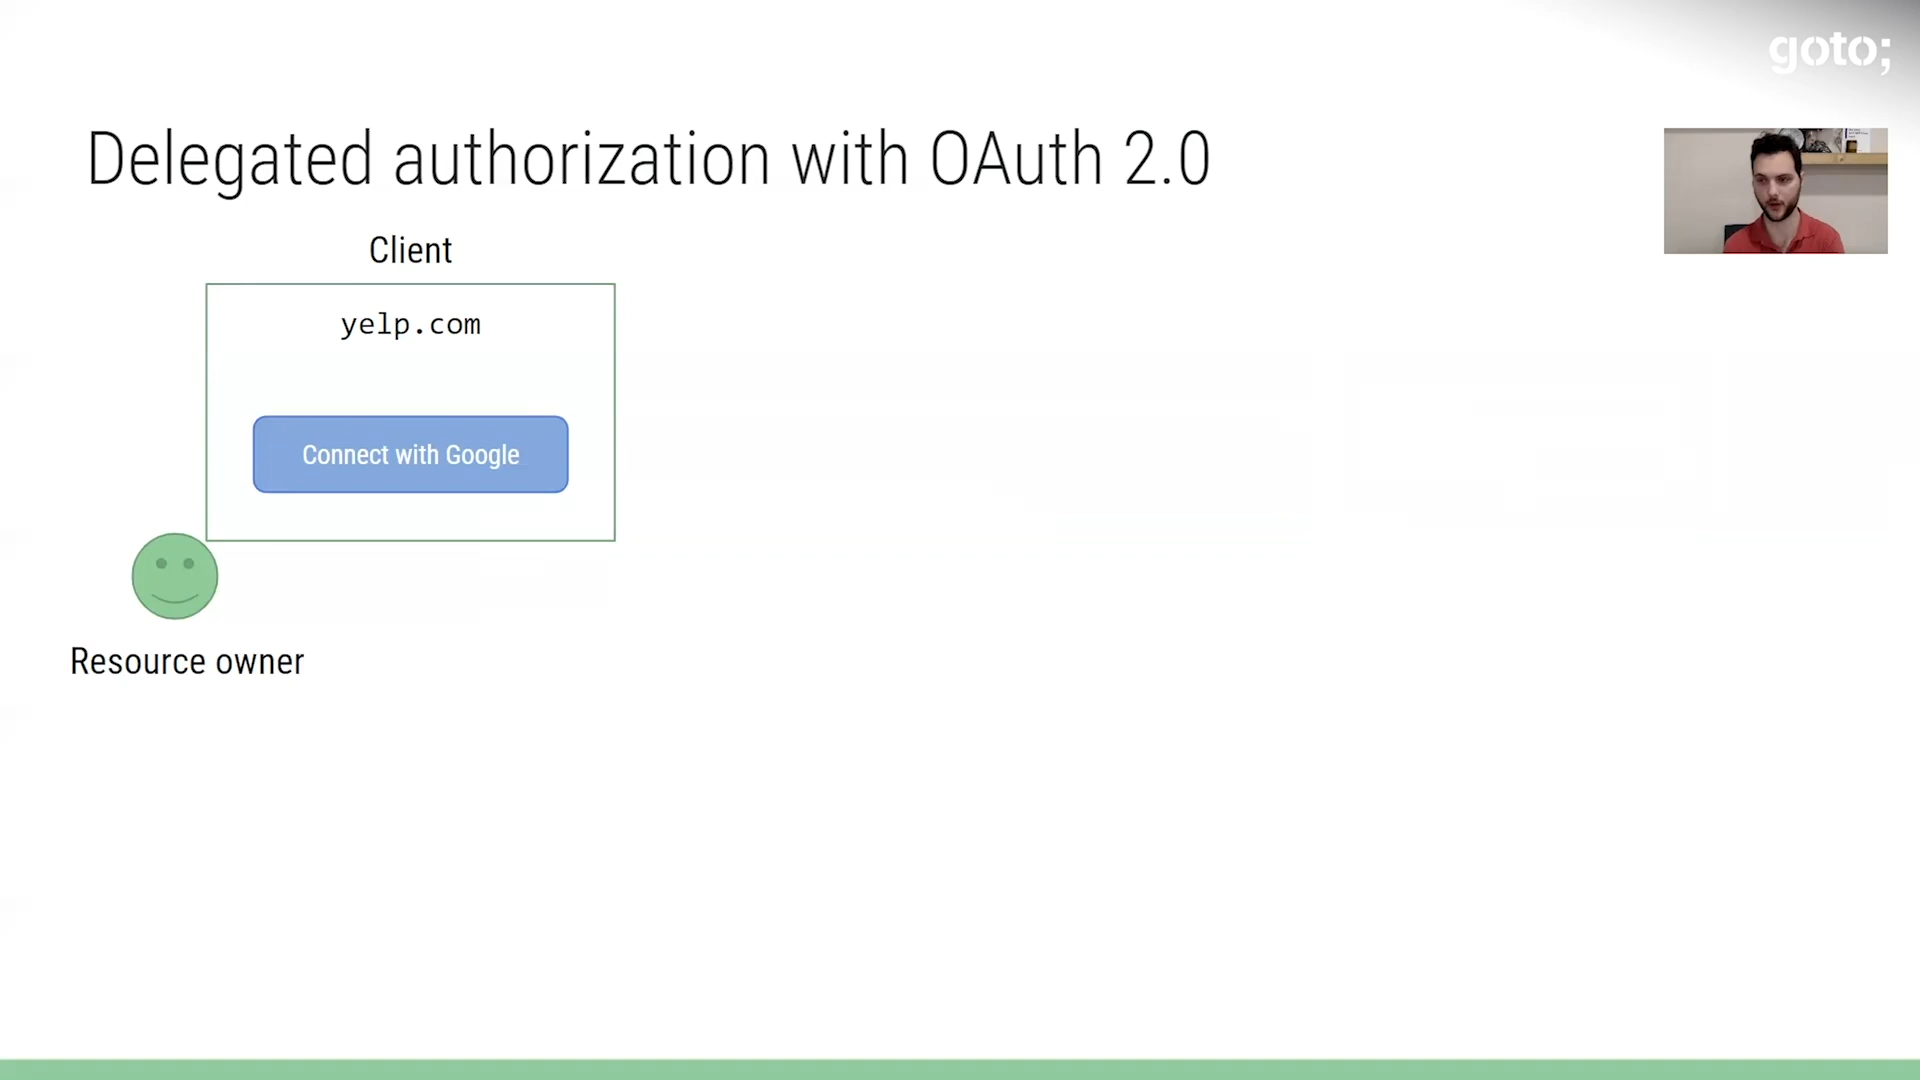 goto;
Delegated authorization with OAuth 2.0
Client
yelp.com
Connect with Google
Resource owner